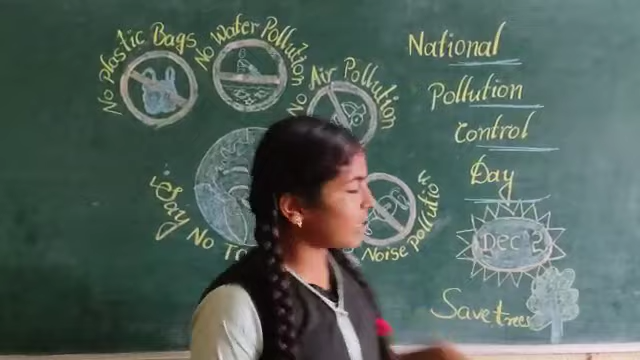 No plastic Bags
No Water Pollution
No Air Pollution
Say No To
Noise pollution
National
Pollution
Control
Day
Dec 2
Save trees